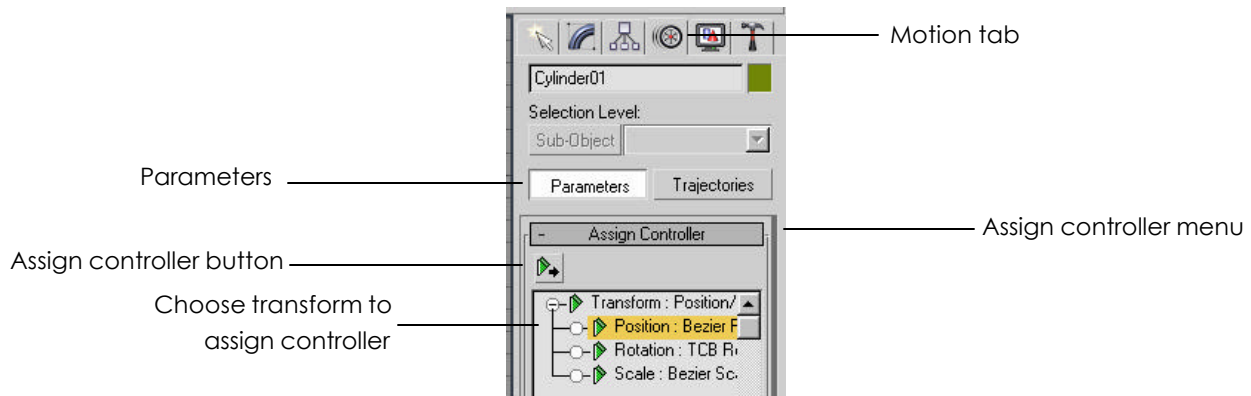 Motion tab
Cylinder01
Selection Level:
Sub-Object
Parameters
Parameters Trajectories
- Assign Controller
Assign controller menu
Assign controller button
Choose transform to
assign controller
Transform : Position/
Position : Bezier P
Rotation : TCB R
Scale : Bezier Sc